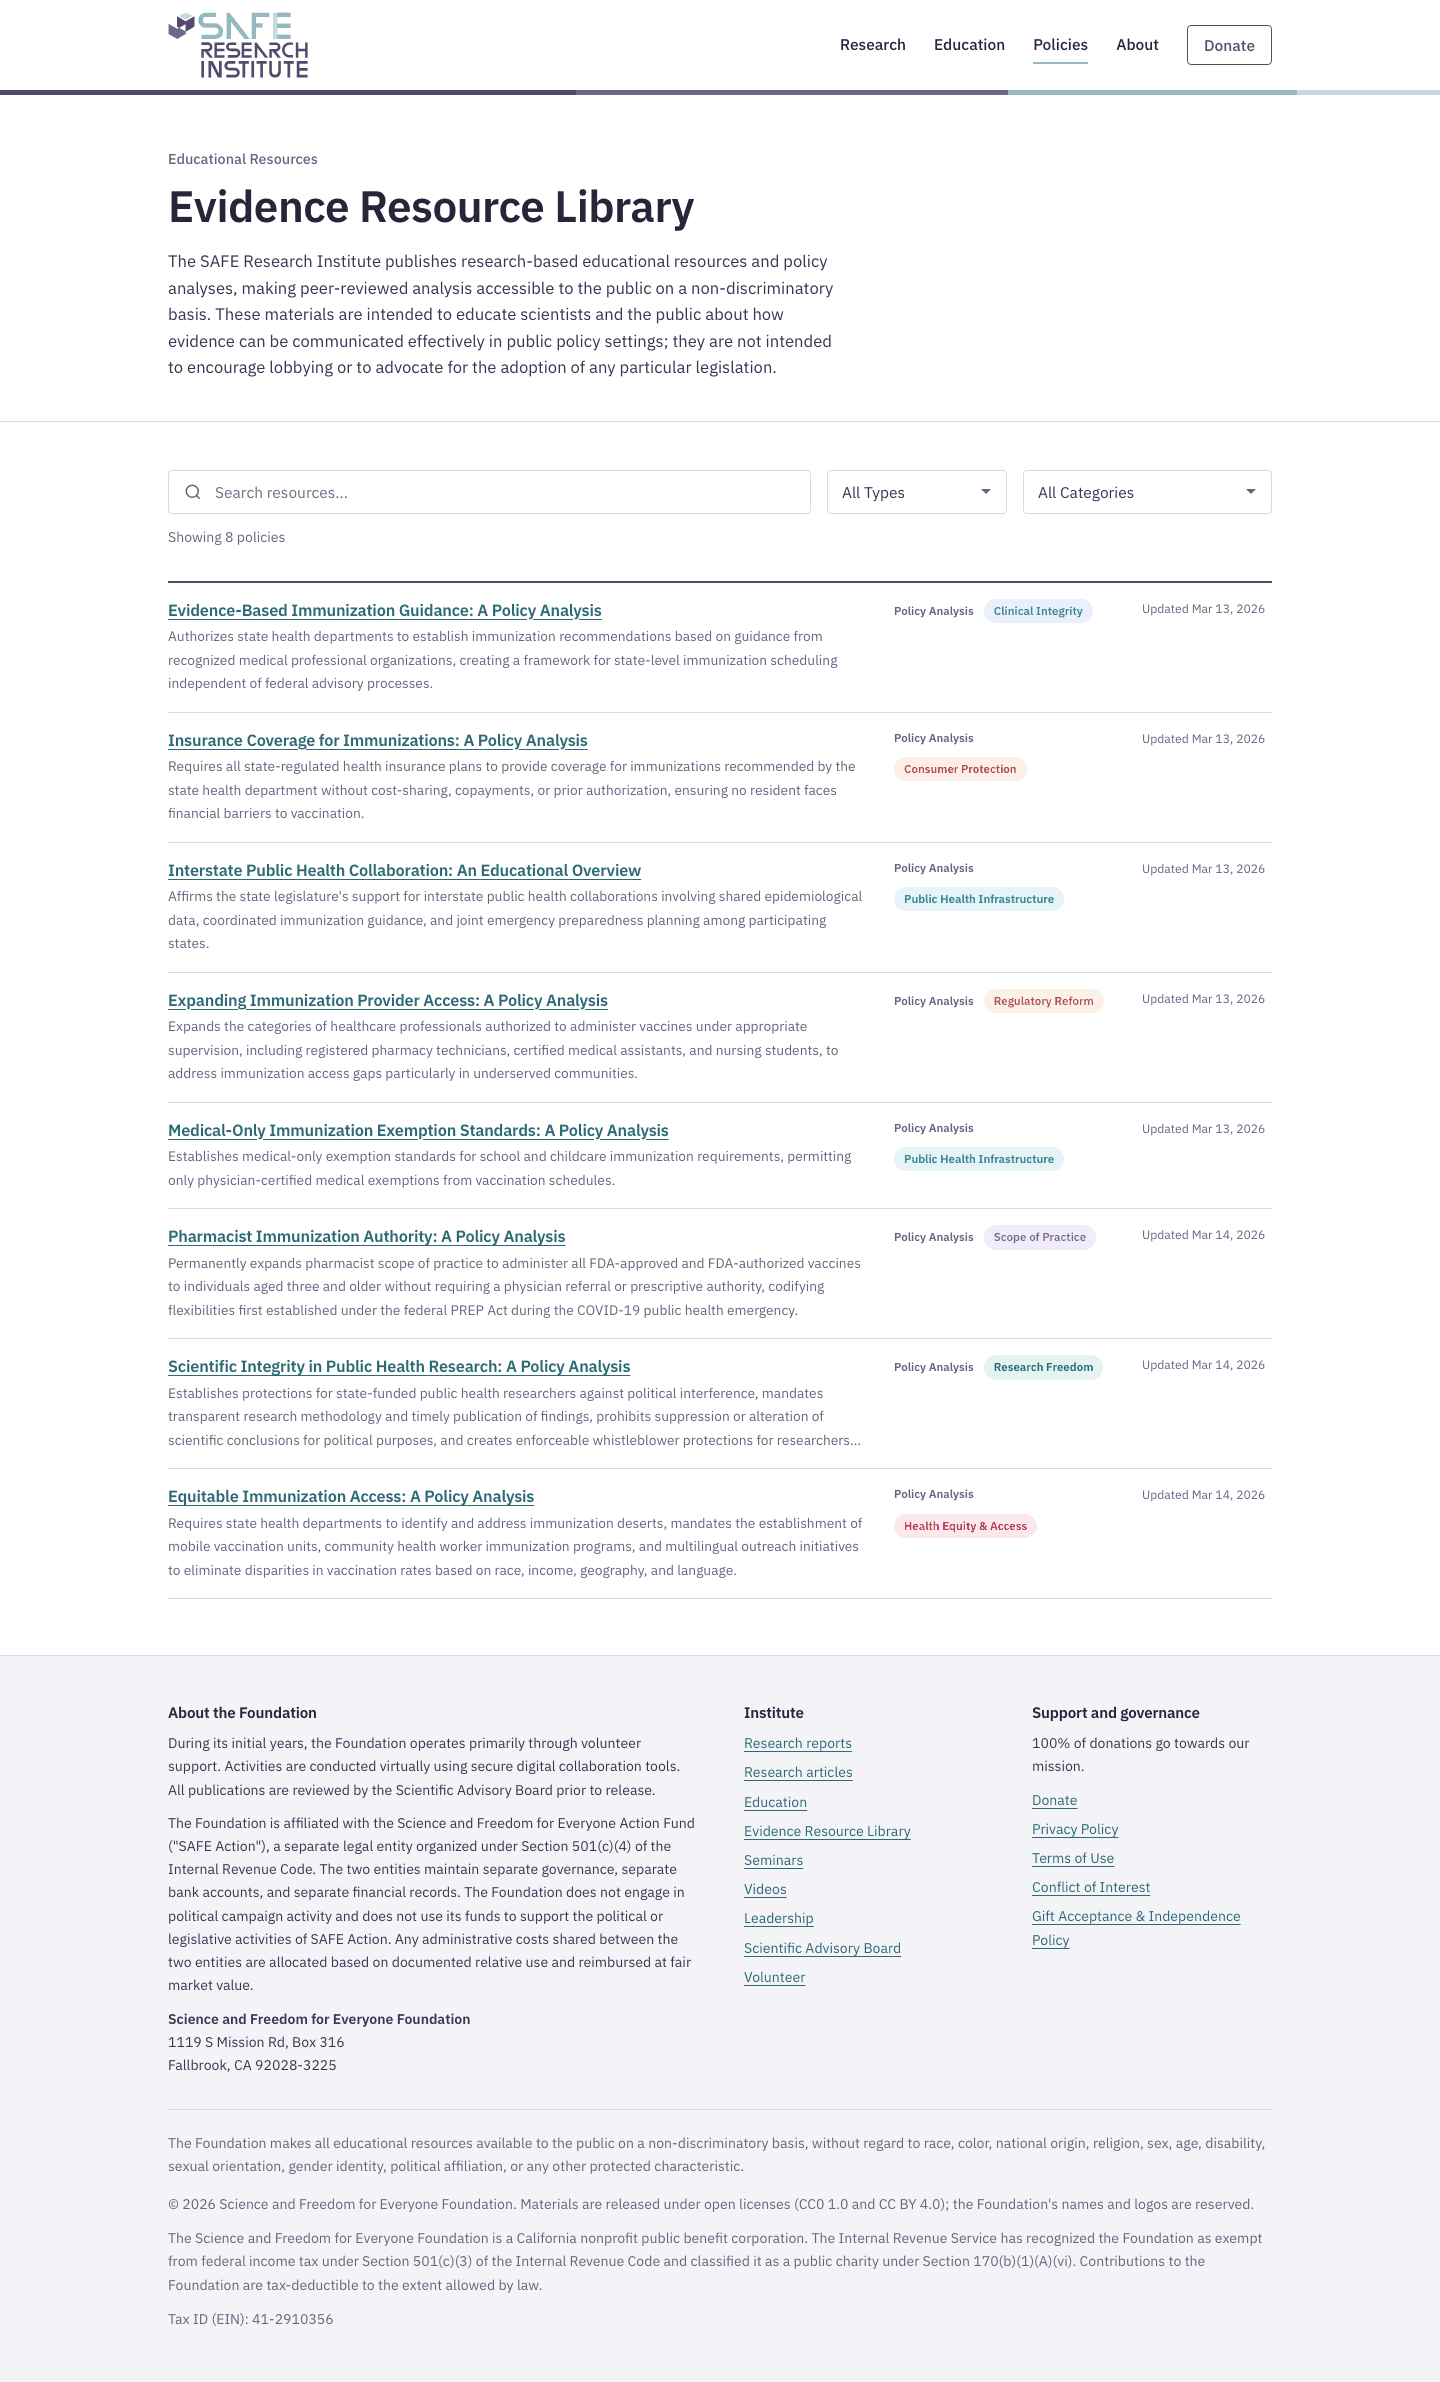 SAFE
RESEARCH
INSTITUTE
Research Education Policies About Donate
Educational Resources
Evidence Resource Library
The SAFE Research Institute publishes research-based educational resources and policy
analyses, making peer-reviewed analysis accessible to the public on a non-discriminatory
basis. These materials are intended to educate scientists and the public about how
evidence can be communicated effectively in public policy settings; they are not intended
to encourage lobbying or to advocate for the adoption of any particular legislation.
Search resources... All Types All Categories
Showing 8 policies
Evidence-Based Immunization Guidance: A Policy Analysis
Authorizes state health departments to establish immunization recommendations based on guidance from
recognized medical professional organizations, creating a framework for state-level immunization scheduling
independent of federal advisory processes.
Policy Analysis Clinical Integrity
Updated Mar 13, 2026
Insurance Coverage for Immunizations: A Policy Analysis
Requires all state-regulated health insurance plans to provide coverage for immunizations recommended by the
state health department without cost-sharing, copayments, or prior authorization, ensuring no resident faces
financial barriers to vaccination.
Policy Analysis
Consumer Protection
Updated Mar 13, 2026
Interstate Public Health Collaboration: An Educational Overview
Affirms the state legislature's support for interstate public health collaborations involving shared epidemiological
data, coordinated immunization guidance, and joint emergency preparedness planning among participating
states.
Policy Analysis
Public Health Infrastructure
Updated Mar 13, 2026
Expanding Immunization Provider Access: A Policy Analysis
Expands the categories of healthcare professionals authorized to administer vaccines under appropriate
supervision, including registered pharmacy technicians, certified medical assistants, and nursing students, to
address immunization access gaps particularly in underserved communities.
Policy Analysis Regulatory Reform
Updated Mar 13, 2026
Medical-Only Immunization Exemption Standards: A Policy Analysis
Establishes medical-only exemption standards for school and childcare immunization requirements, permitting
only physician-certified medical exemptions from vaccination schedules.
Policy Analysis
Public Health Infrastructure
Updated Mar 13, 2026
Pharmacist Immunization Authority: A Policy Analysis
Permanently expands pharmacist scope of practice to administer all FDA-approved and FDA-authorized vaccines
to individuals aged three and older without requiring a physician referral or prescriptive authority, codifying
flexibilities first established under the federal PREP Act during the COVID-19 public health emergency.
Policy Analysis Scope of Practice
Updated Mar 14, 2026
Scientific Integrity in Public Health Research: A Policy Analysis
Establishes protections for state-funded public health researchers against political interference, mandates
transparent research methodology and timely publication of findings, prohibits suppression or alteration of
scientific conclusions for political purposes, and creates enforceable whistleblower protections for researchers...
Policy Analysis Research Freedom
Updated Mar 14, 2026
Equitable Immunization Access: A Policy Analysis
Requires state health departments to identify and address immunization deserts, mandates the establishment of
mobile vaccination units, community health worker immunization programs, and multilingual outreach initiatives
to eliminate disparities in vaccination rates based on race, income, geography, and language.
Policy Analysis
Health Equity & Access
Updated Mar 14, 2026
About the Foundation
During its initial years, the Foundation operates primarily through volunteer
support. Activities are conducted virtually using secure digital collaboration tools.
All publications are reviewed by the Scientific Advisory Board prior to release.
The Foundation is affiliated with the Science and Freedom for Everyone Action Fund
("SAFE Action"), a separate legal entity organized under Section 501(c)(4) of the
Internal Revenue Code. The two entities maintain separate governance, separate
bank accounts, and separate financial records. The Foundation does not engage in
political campaign activity and does not use its funds to support the political or
legislative activities of SAFE Action. Any administrative costs shared between the
two entities are allocated based on documented relative use and reimbursed at fair
market value.
Science and Freedom for Everyone Foundation
1119 S Mission Rd, Box 316
Fallbrook, CA 92028-3225
Institute
Research reports
Research articles
Education
Evidence Resource Library
Seminars
Videos
Leadership
Scientific Advisory Board
Volunteer
Support and governance
100% of donations go towards our
mission.
Donate
Privacy Policy
Terms of Use
Conflict of Interest
Gift Acceptance & Independence
Policy
The Foundation makes all educational resources available to the public on a non-discriminatory basis, without regard to race, color, national origin, religion, sex, age, disability,
sexual orientation, gender identity, political affiliation, or any other protected characteristic.
© 2026 Science and Freedom for Everyone Foundation. Materials are released under open licenses (CC0 1.0 and CC BY 4.0); the Foundation's names and logos are reserved.
The Science and Freedom for Everyone Foundation is a California nonprofit public benefit corporation. The Internal Revenue Service has recognized the Foundation as exempt
from federal income tax under Section 501(c)(3) of the Internal Revenue Code and classified it as a public charity under Section 170(b)(1)(A)(vi). Contributions to the
Foundation are tax-deductible to the extent allowed by law.
Tax ID (EIN): 41-2910356